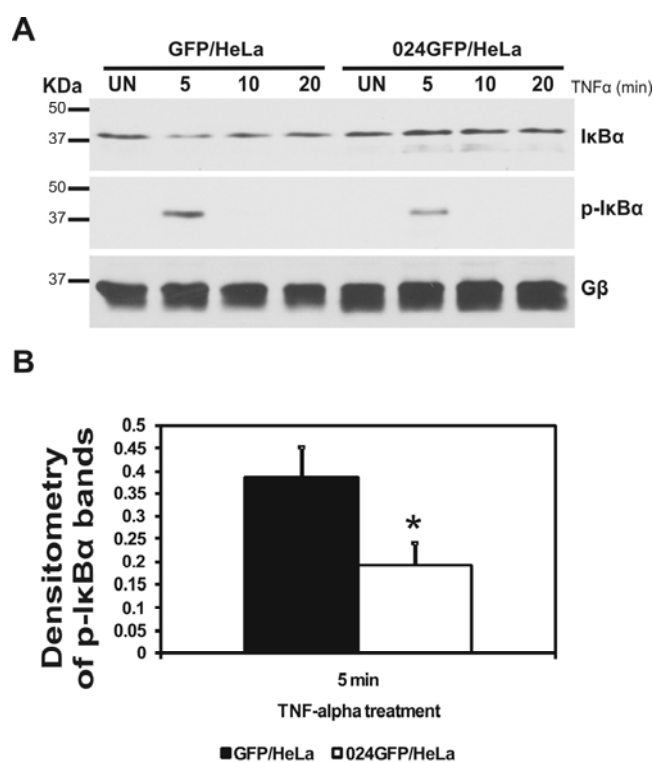 A
GFP/HeLa 024GFP/HeLa
KDa UN 5 10 20 UN 5 10 20 TNFα (min)
50
37
IκBα
50
37
p-IκBα
37
Gβ
B
Densitometry
of p-IκBα bands
0.5
0.45
0.4
0.35
0.3
0.25
0.2
0.15
0.1
0.05
0
*
5 min
TNF-alpha treatment
GFP/HeLa 024GFP/HeLa